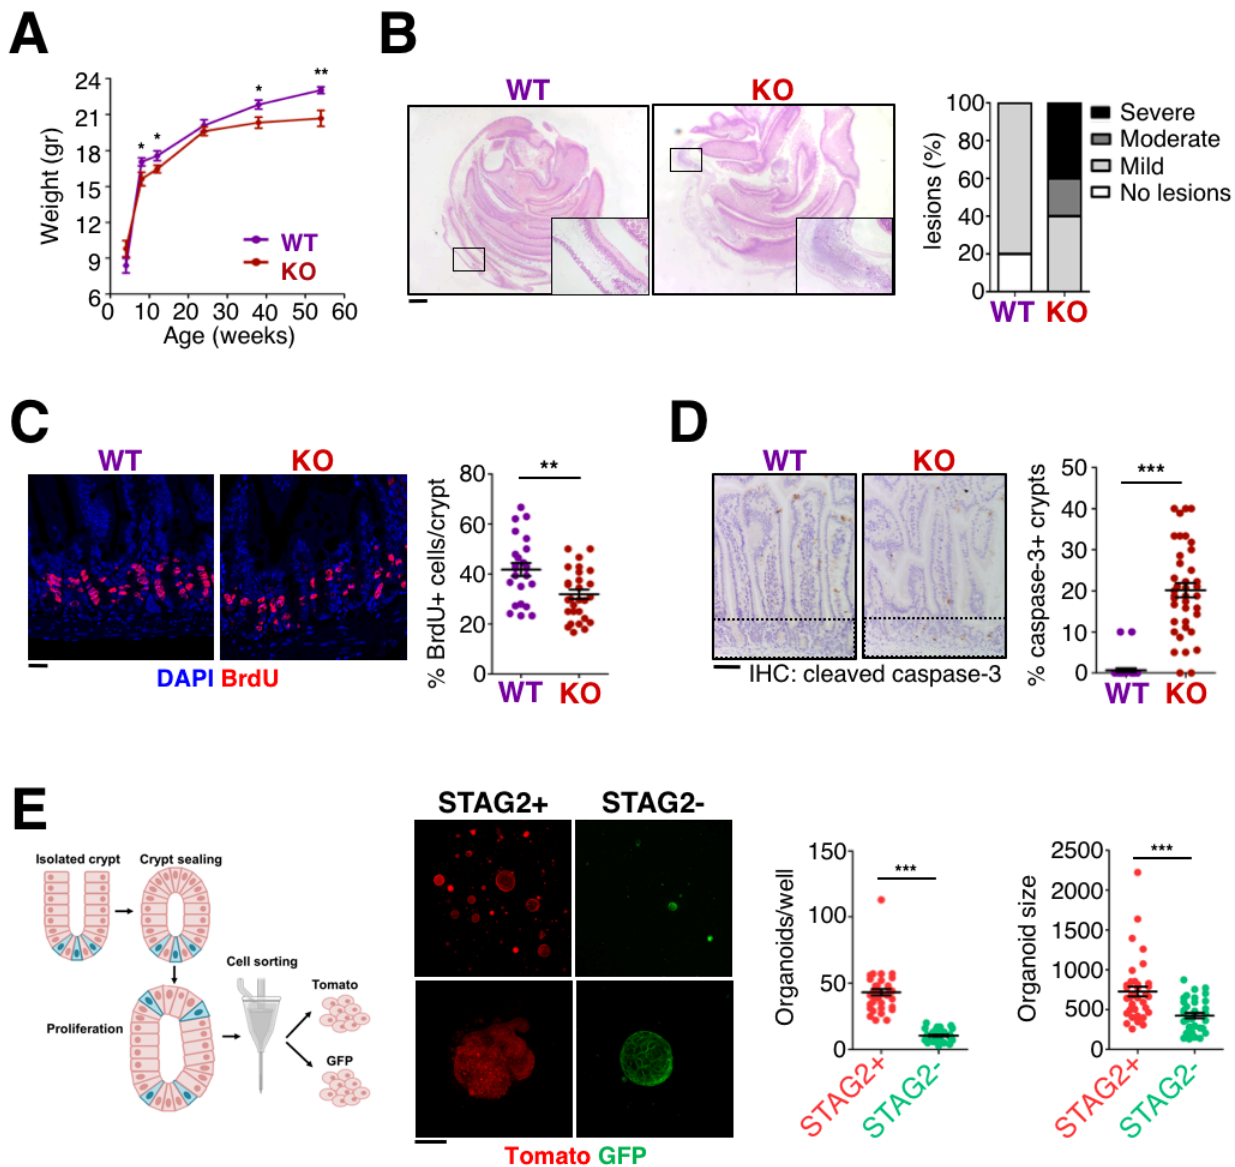 A
24
21
18
15
12
9
6
0
10
20
30
40
50
60
Weight (gr)
Age (weeks)
*
*
*
**
WT
KO
B
WT
KO
100
80
60
40
20
0
lesions (%)
WT
KO
Severe
Moderate
Mild
No lesions
C
WT
KO
DAPI BrdU
% BrdU+ cells/crypt
80
60
40
20
0
**
WT
KO
D
WT
KO
IHC: cleaved caspase-3
% caspase-3+ crypts
50
40
30
20
10
0
***
WT
KO
E
Isolated crypt
Crypt sealing
Cell sorting
Tomato
Proliferation
GFP
STAG2+
STAG2-
Tomato GFP
Organoids/well
150
100
50
0
***
STAG2+
STAG2-
Organoid size
2500
2000
1500
1000
500
0
***
STAG2+
STAG2-